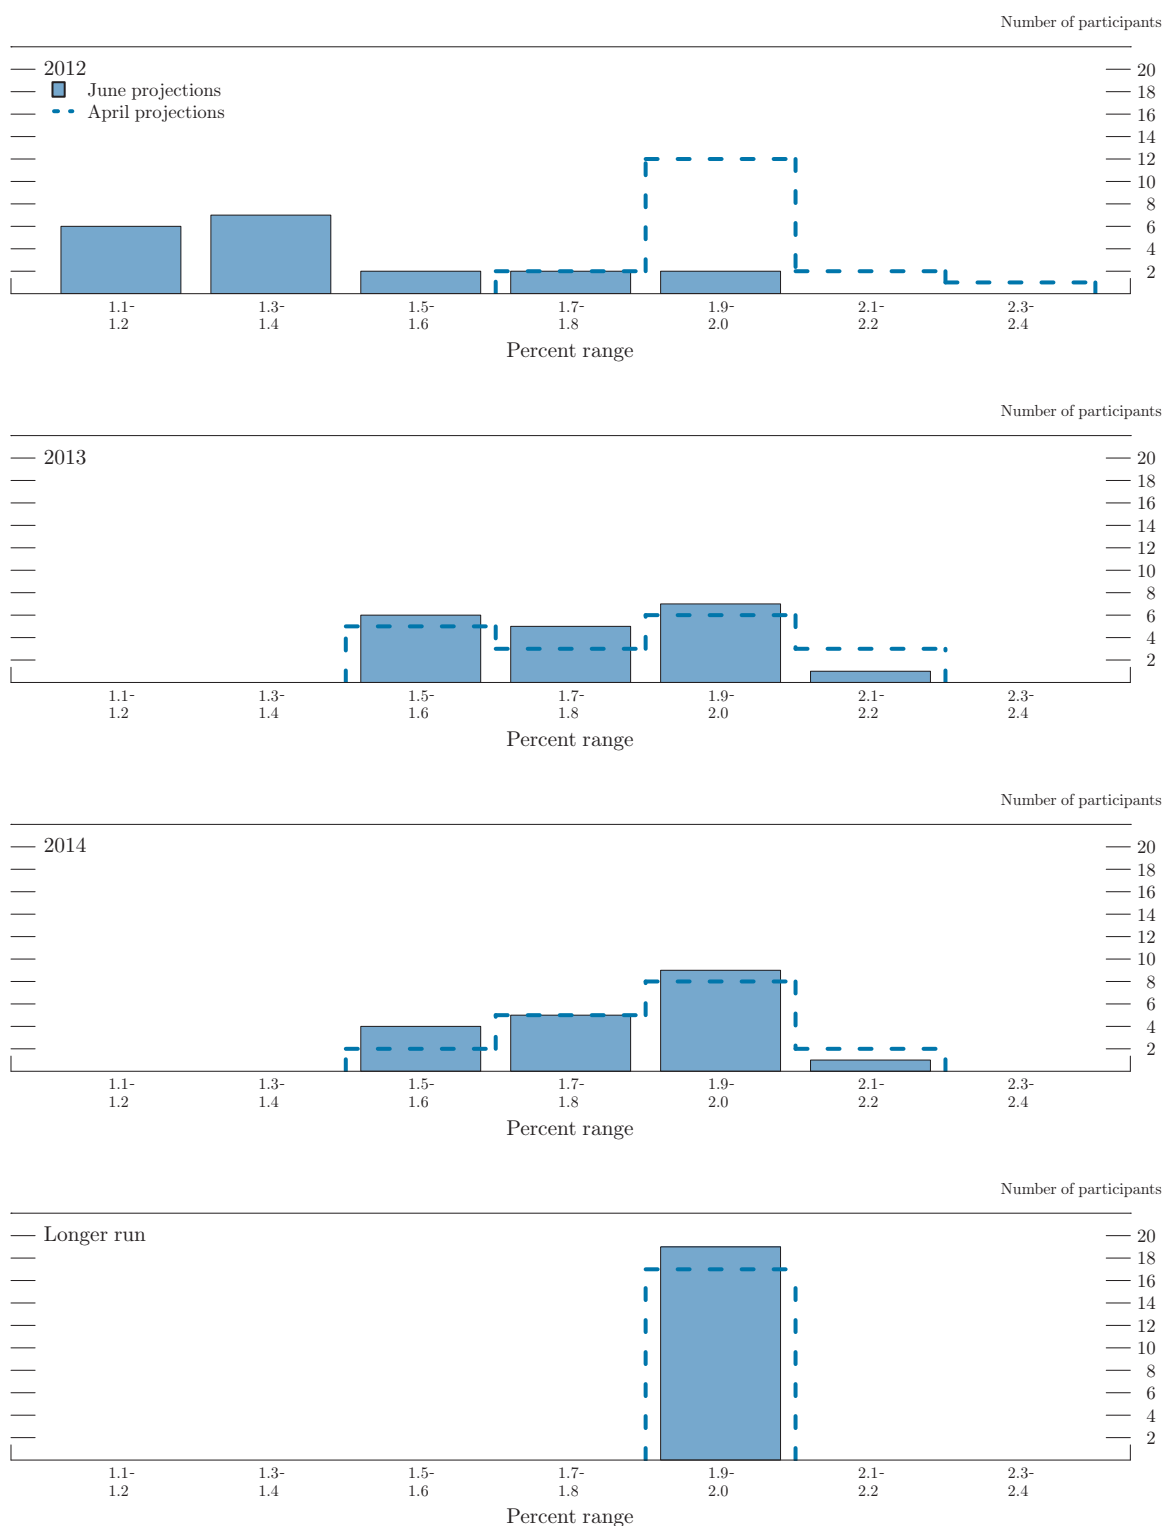 Number of participants
2012
June projections
April projections
20
18
16
14
12
10
8
6
4
2
1.1- 1.3- 1.5- 1.7- 1.9- 2.1- 2.3-
1.2 1.4 1.6 1.8 2.0 2.2 2.4
Percent range
Number of participants
2013
20
18
16
14
12
10
8
6
4
2
1.1- 1.3- 1.5- 1.7- 1.9- 2.1- 2.3-
1.2 1.4 1.6 1.8 2.0 2.2 2.4
Percent range
Number of participants
2014
20
18
16
14
12
10
8
6
4
2
1.1- 1.3- 1.5- 1.7- 1.9- 2.1- 2.3-
1.2 1.4 1.6 1.8 2.0 2.2 2.4
Percent range
Number of participants
Longer run
20
18
16
14
12
10
8
6
4
2
1.1- 1.3- 1.5- 1.7- 1.9- 2.1- 2.3-
1.2 1.4 1.6 1.8 2.0 2.2 2.4
Percent range